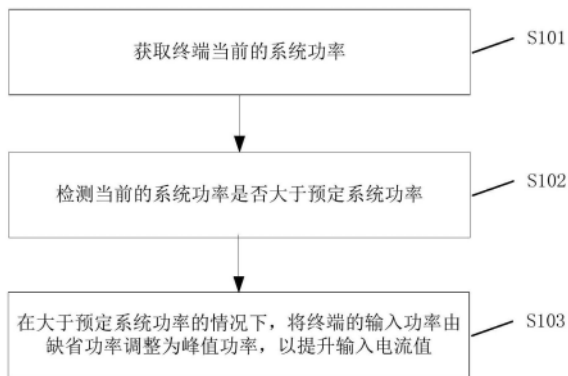 获取终端当前的系统功率
S101
检测当前的系统功率是否大于预定系统功率
S102
在大于预定系统功率的情况下，将终端的输入功率由
缺省功率调整为峰值功率，以提升输入电流值
S103